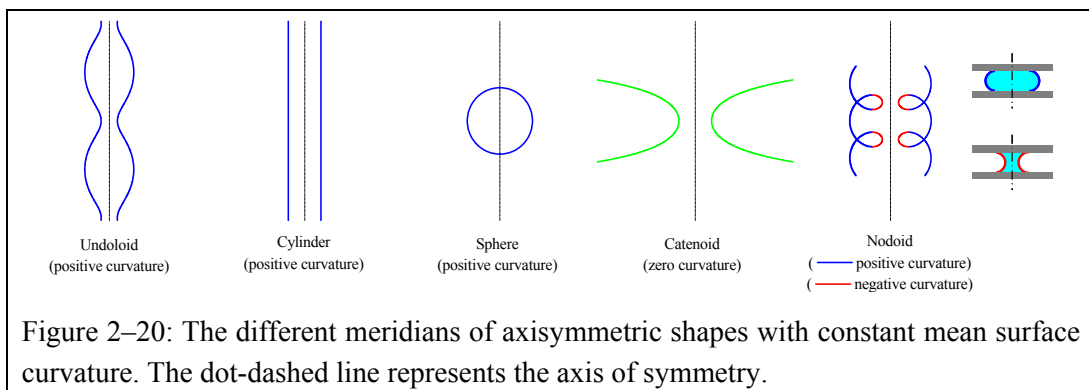 Undoloid
(positive curvature)
Cylinder
(positive curvature)
Sphere
(positive curvature)
Catenoid
(zero curvature)
Nodoid
( positive curvature)
( negative curvature)
Figure 2–20: The different meridians of axisymmetric shapes with constant mean surface
curvature. The dot-dashed line represents the axis of symmetry.